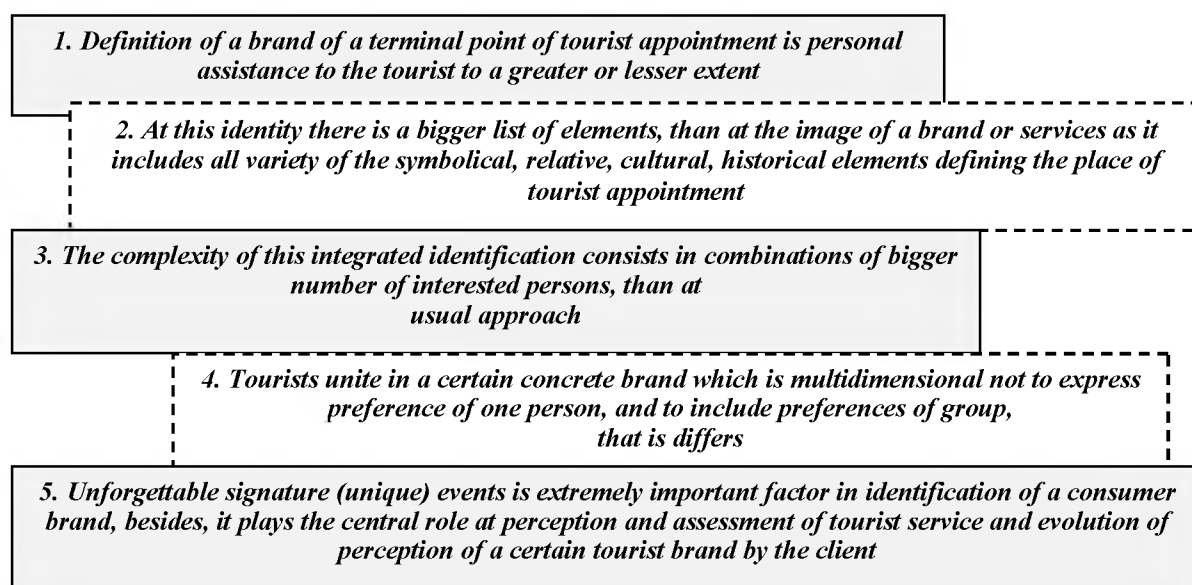 1. Definition of a brand of a terminal point of tourist appointment is personal
assistance to the tourist to a greater or lesser extent
2. At this identity there is a bigger list of elements, than at the image of a brand or services as it
includes all variety of the symbolical, relative, cultural, historical elements defining the place of
tourist appointment
3. The complexity of this integrated identification consists in combinations of bigger
number of interested persons, than at
usual approach
4. Tourists unite in a certain concrete brand which is multidimensional not to express
preference of one person, and to include preferences of group,
that is differs
5. Unforgettable signature (unique) events is extremely important factor in identification of a consumer
brand, besides, it plays the central role at perception and assessment of tourist service and evolution of
perception of a certain tourist brand by the client